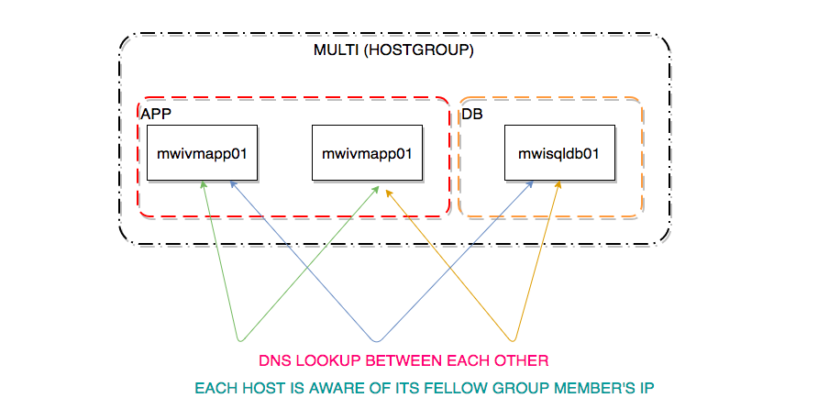 MULTI (HOSTGROUP)
APP
DB
mwivmapp01
mwivmapp01
mwisqldb01
DNS LOOKUP BETWEEN EACH OTHER
EACH HOST IS AWARE OF ITS FELLOW GROUP MEMBER'S IP